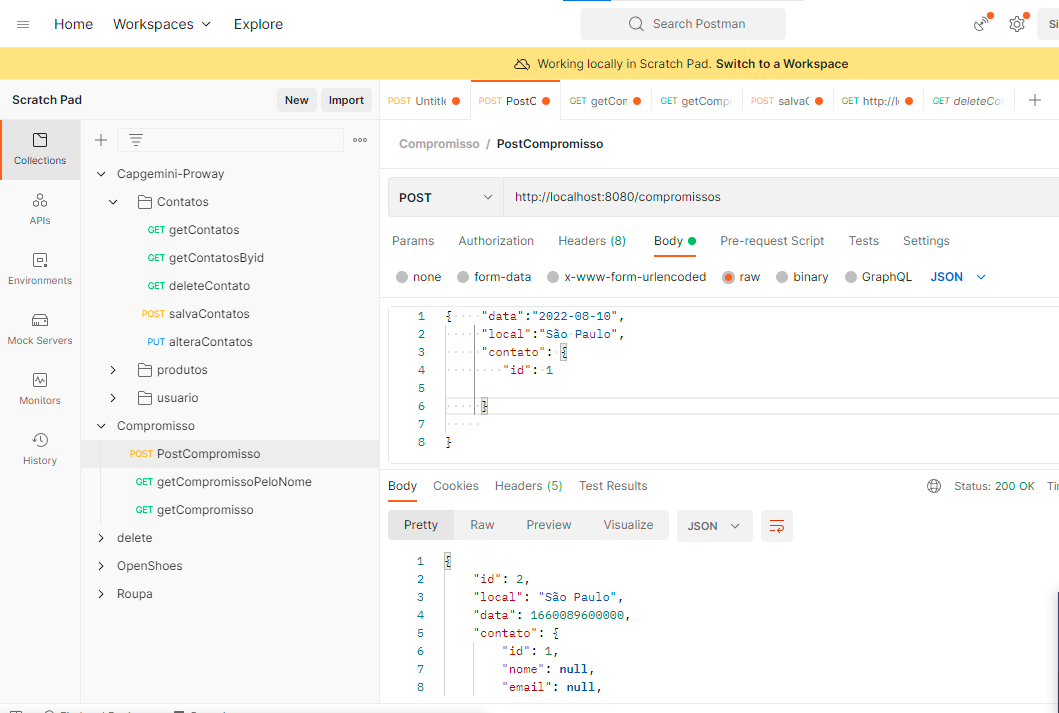 Home Workspaces Explore Search Postman
Working locally in Scratch Pad. Switch to a Workspace
Scratch Pad New Import
POST PostC
GET getCon
GET getComp
POST salva
GET http://l
GET deleteCo
Collections
APIs
Environments
Mock Servers
Monitors
History
Capgemini-Proway
Contatos
GET getContatos
GET getContatosByid
GET deleteContato
POST salvaContatos
PUT alteraContatos
produtos
usuario
Compromisso
POST PostCompromisso
GET getCompromissoPeloNome
GET getCompromisso
delete
OpenShoes
Roupa
Compromisso / PostCompromisso
POST http://localhost:8080/compromissos
Params Authorization Headers (8) Body Pre-request Script Tests Settings
none form-data x-www-form-urlencoded raw binary GraphQL JSON
1 { "data":"2022-08-10",
2 "local":"São Paulo",
3 "contato": {
4 "id": 1
5
6 }
7
8 }
Body Cookies Headers (5) Test Results Status: 200 OK
Pretty Raw Preview Visualize JSON
1 {
2 "id": 2,
3 "local": "São Paulo",
4 "data": 1660089600000,
5 "contato": {
6 "id": 1,
7 "nome": null,
8 "email": null,